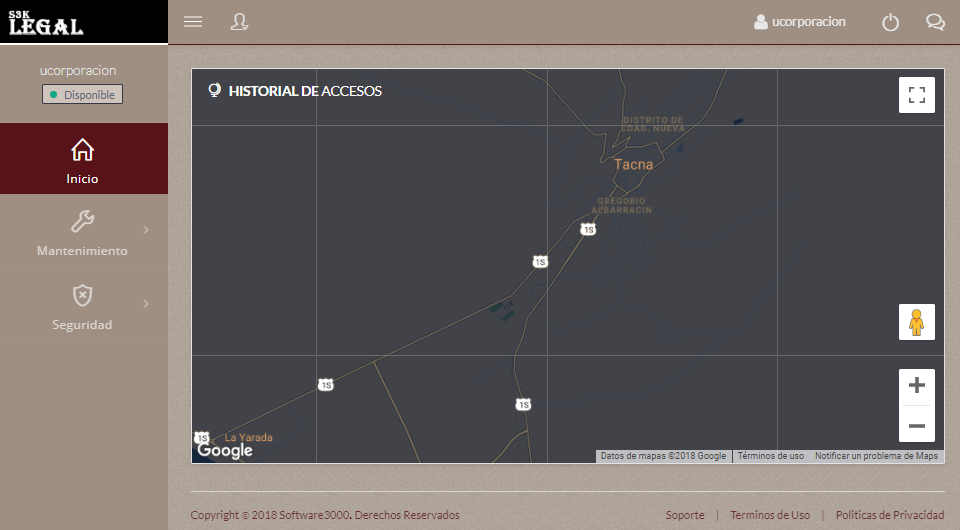 S3K
LEGAL
ucorporacion
ucorporacion
Disponible
Inicio
Mantenimiento
Seguridad
HISTORIAL DE ACCESOS
DISTRITO DE
CDAD. NUEVA
Tacna
GREGORIO
ALBARRACIN
1S
1S
1S
1S
1S
La Yarada
Google
Datos de mapas ©2018 Google
Términos de uso
Notificar un problema de Maps
Copyright © 2018 Software3000. Derechos Reservados
Soporte | Terminos de Uso | Politicas de Privacidad